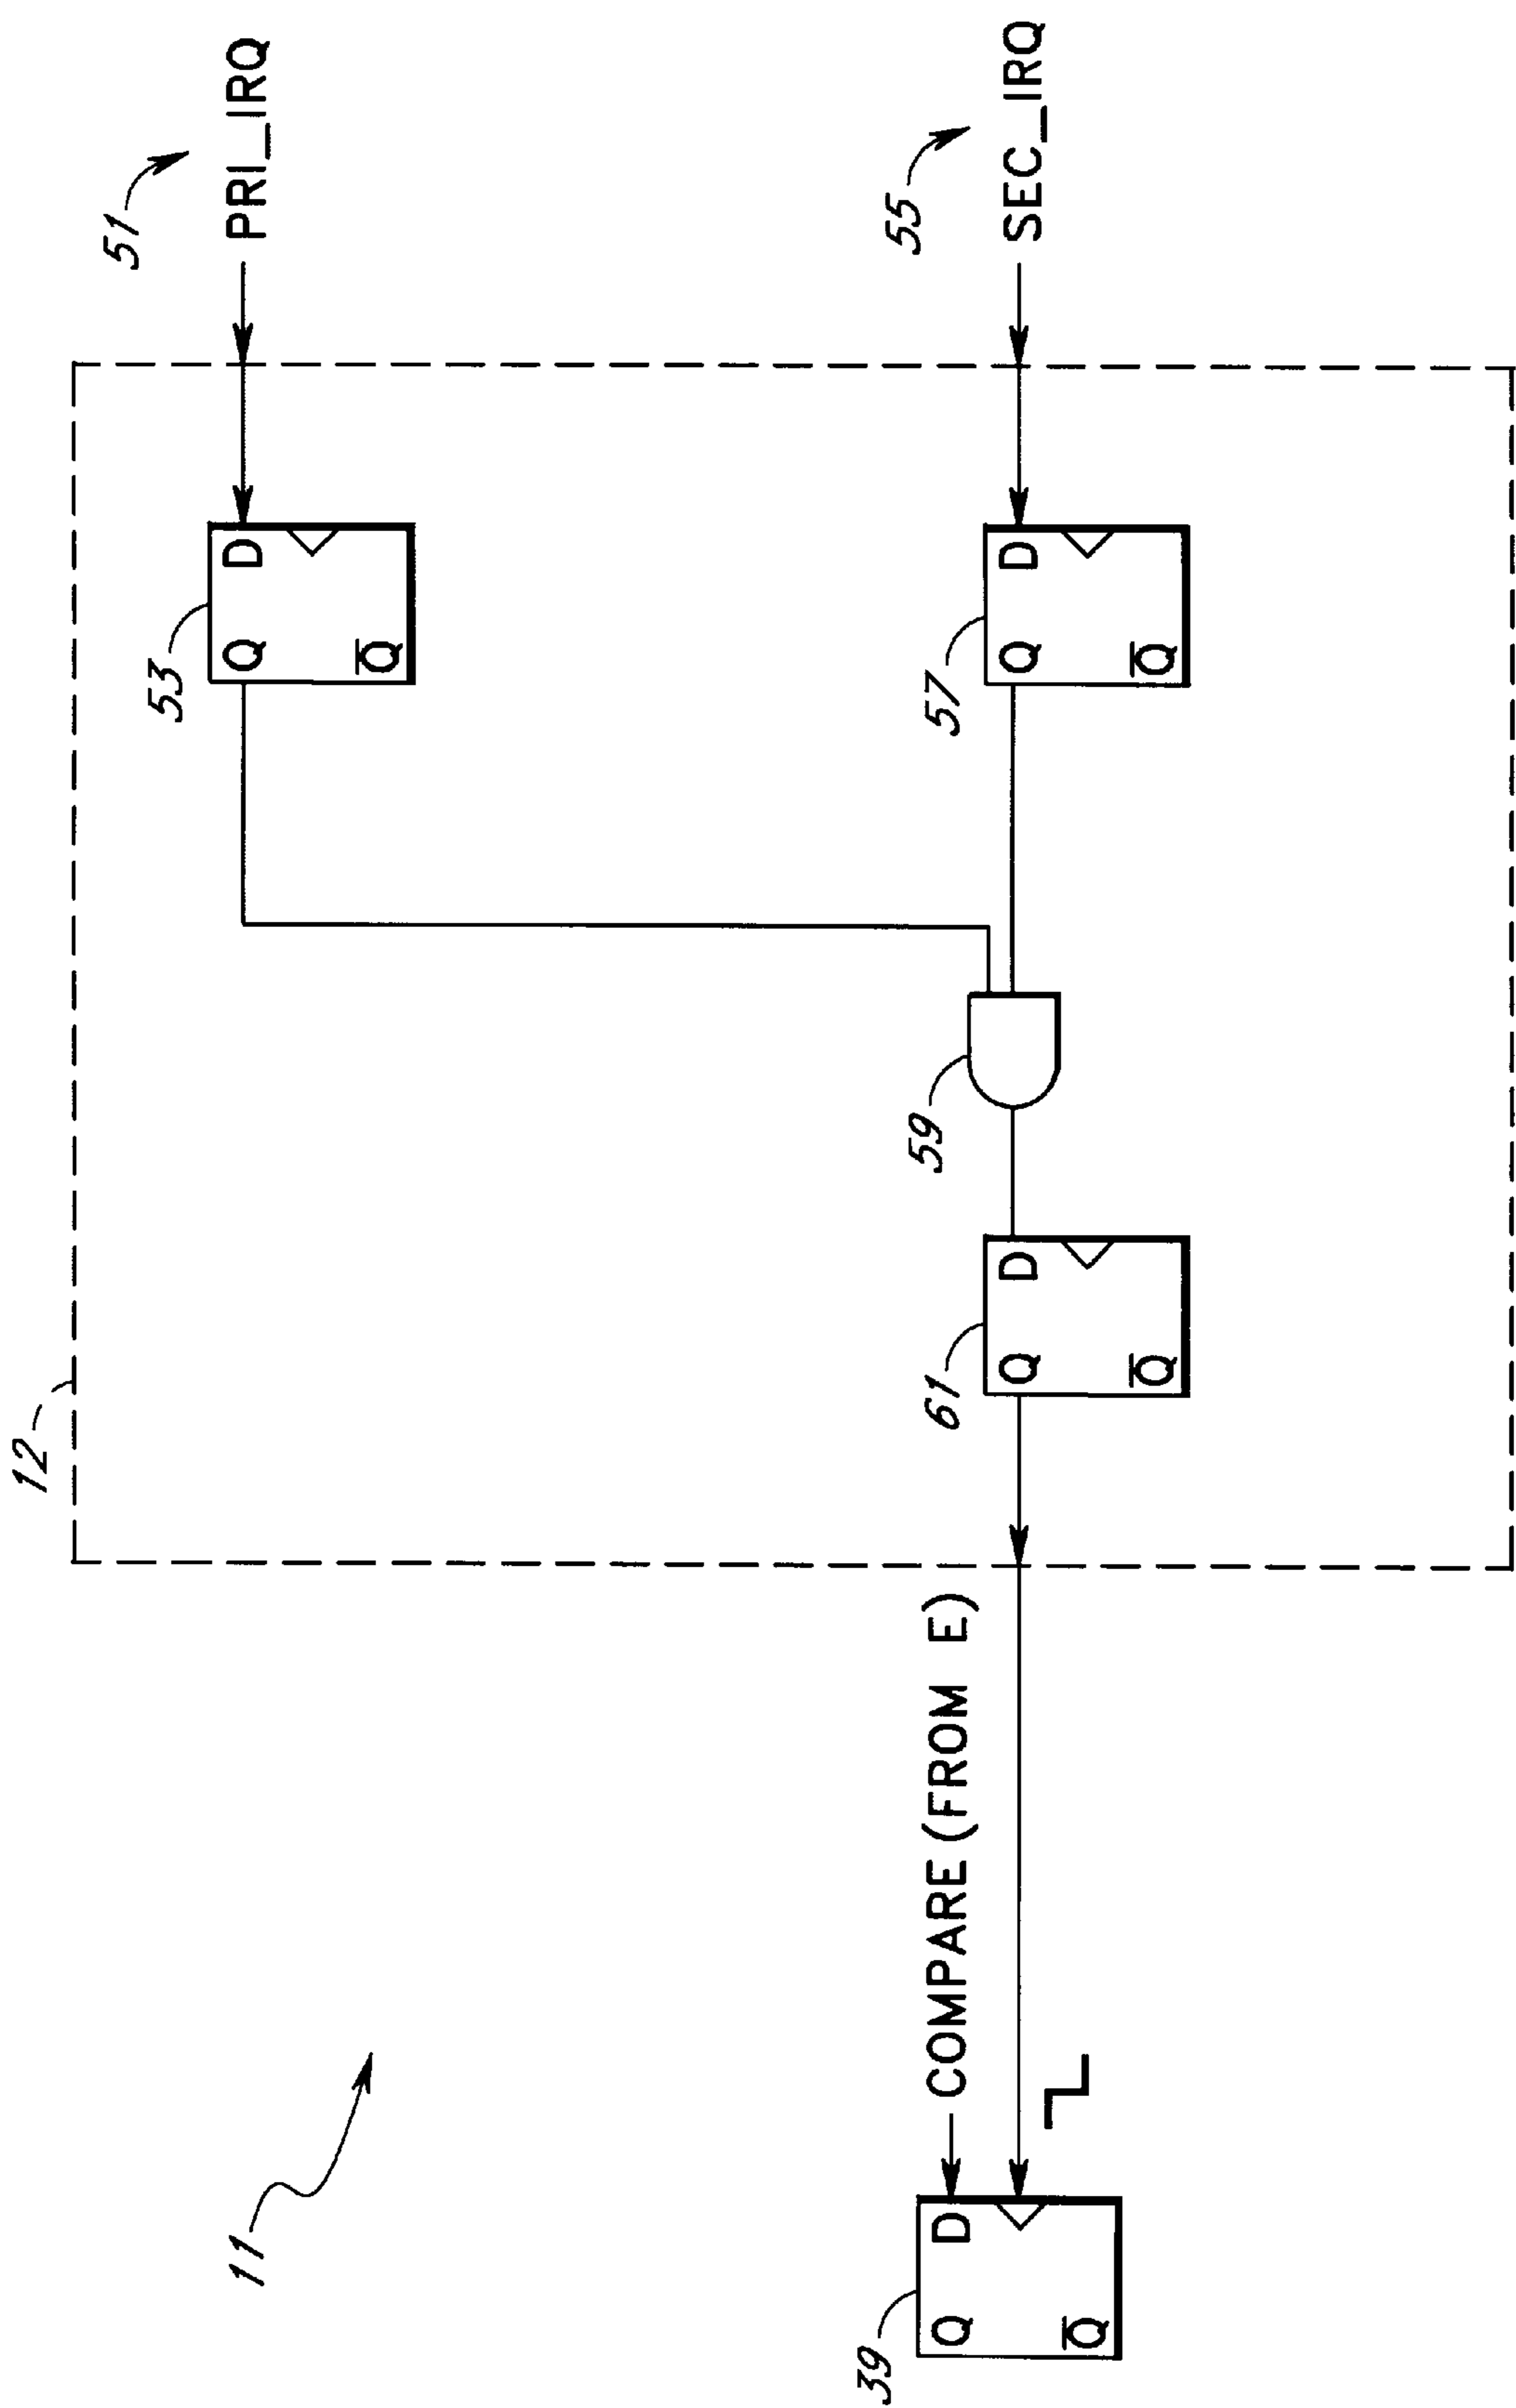 12
51
PRI_IRQ
53
Q D
Q
55
SEC_IRQ
57
Q D
Q
59
61
Q D
Q
11
COMPARE (FROM E)
39
Q D
Q